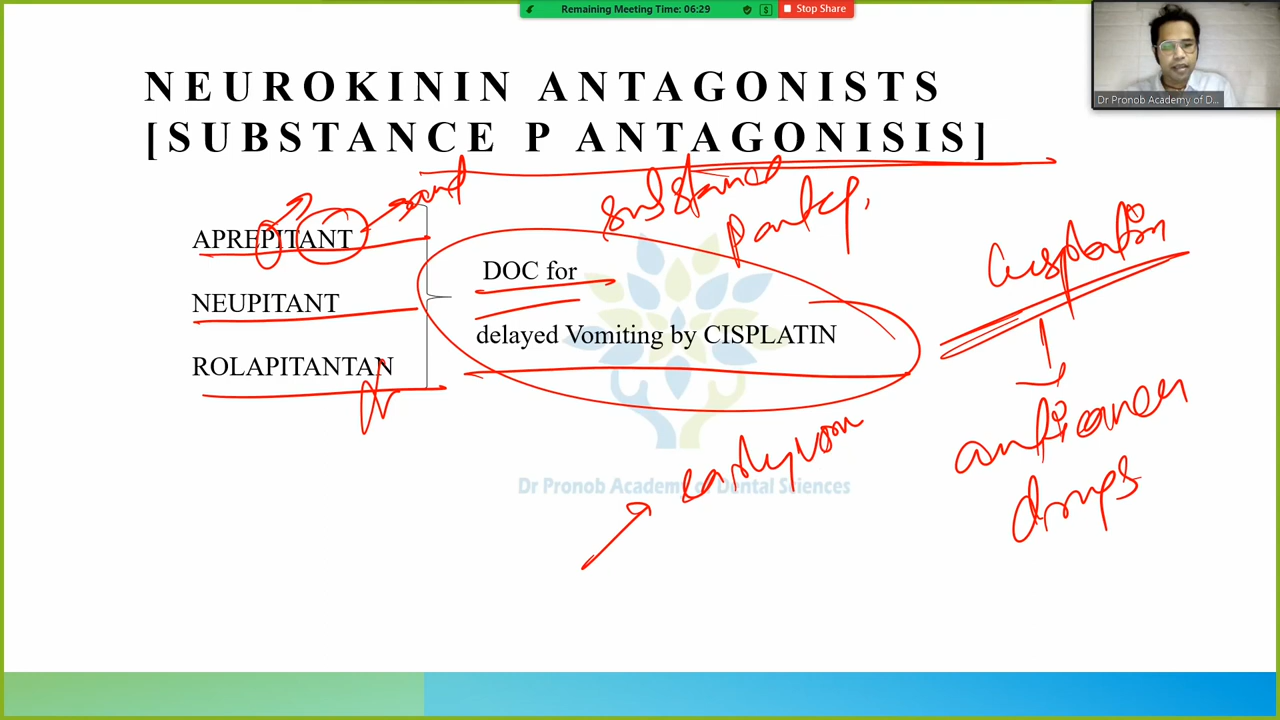 Remaining Meeting Time: 06:29
Stop Share
Dr Pronob Academy of D...
NEUROKININ ANTAGONISTS
[SUBSTANCE P ANTAGONISIS]
APREPITANT
NEUPITANT
ROLAPITANTAN
DOC for
delayed Vomiting by CISPLATIN
cisplatin
anticancer
drugs
early vom
Dr Pronob Academy of Dental Sciences